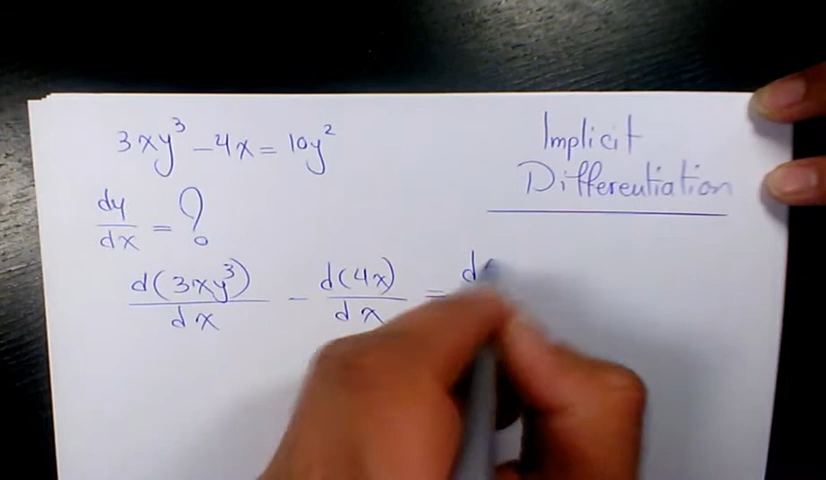 3xy³ - 4x = 10y²
Implicit
Differentiation
dy/dx = ?
d(3xy³)/dx - d(4x)/dx = d(